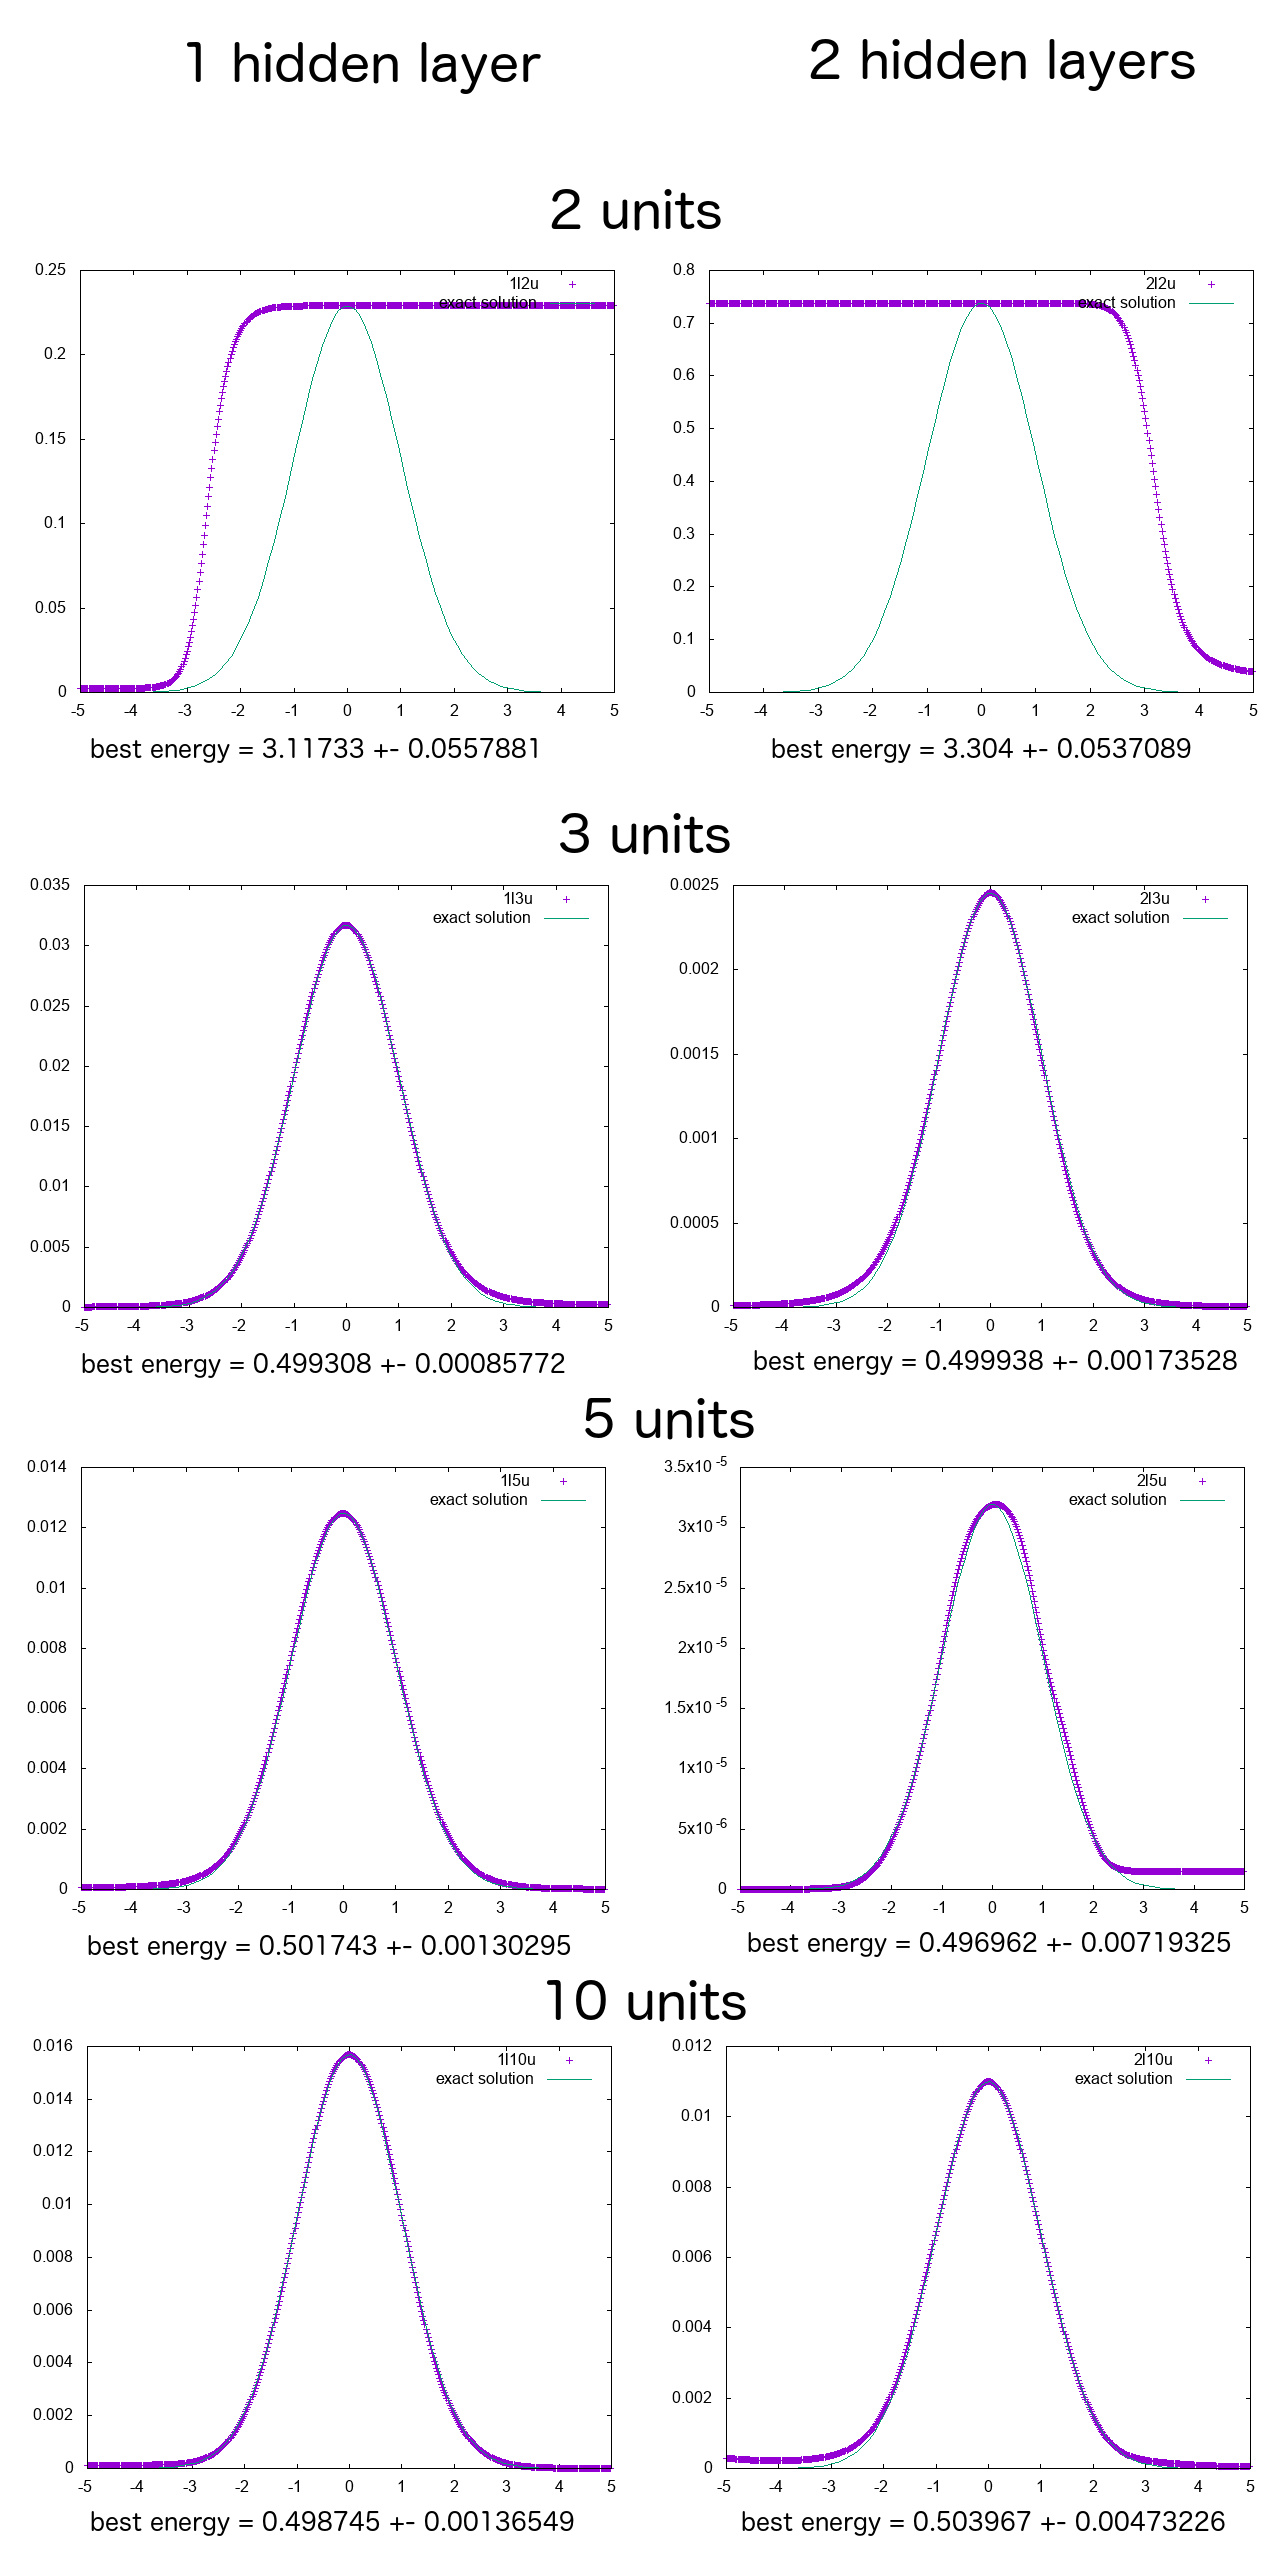 1 hidden layer
2 hidden layers
2 units
0.25
0.2
0.15
0.1
0.05
0
-5 -4 -3 -2 -1 0 1 2 3 4 5
1l2u
exact solution
best energy = 3.11733 +- 0.0557881
0.8
0.7
0.6
0.5
0.4
0.3
0.2
0.1
0
-5 -4 -3 -2 -1 0 1 2 3 4 5
2l2u
exact solution
best energy = 3.304 +- 0.0537089
3 units
0.035
0.03
0.025
0.02
0.015
0.01
0.005
0
-5 -4 -3 -2 -1 0 1 2 3 4 5
1l3u
exact solution
best energy = 0.499308 +- 0.00085772
0.0025
0.002
0.0015
0.001
0.0005
0
-5 -4 -3 -2 -1 0 1 2 3 4 5
2l3u
exact solution
best energy = 0.499938 +- 0.00173528
5 units
0.014
0.012
0.01
0.008
0.006
0.004
0.002
0
-5 -4 -3 -2 -1 0 1 2 3 4 5
1l5u
exact solution
best energy = 0.501743 +- 0.00130295
3.5x10 -5
3x10 -5
2.5x10 -5
2x10 -5
1.5x10 -5
1x10 -5
5x10 -6
0
-5 -4 -3 -2 -1 0 1 2 3 4 5
2l5u
exact solution
best energy = 0.496962 +- 0.00719325
10 units
0.016
0.014
0.012
0.01
0.008
0.006
0.004
0.002
0
-5 -4 -3 -2 -1 0 1 2 3 4 5
1l10u
exact solution
best energy = 0.498745 +- 0.00136549
0.012
0.01
0.008
0.006
0.004
0.002
0
-5 -4 -3 -2 -1 0 1 2 3 4 5
2l10u
exact solution
best energy = 0.503967 +- 0.00473226